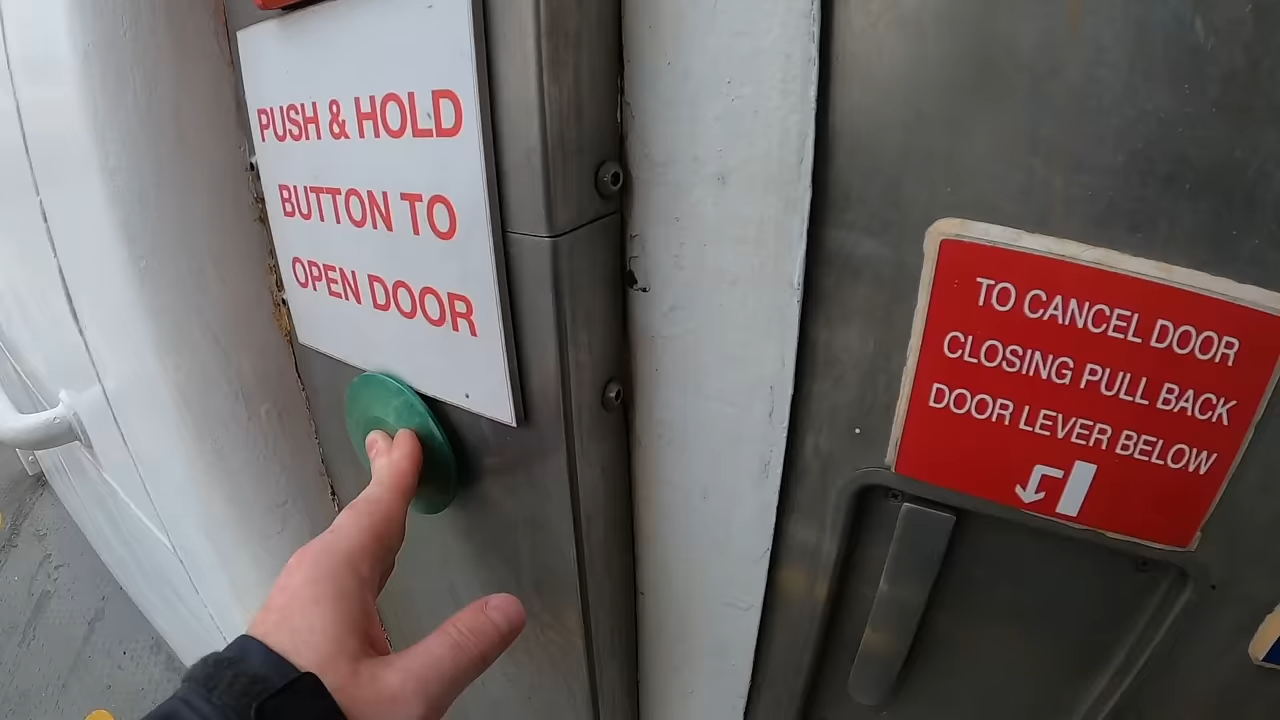 PUSH & HOLD
BUTTON TO
OPEN DOOR
TO CANCEL DOOR
CLOSING PULL BACK
DOOR LEVER BELOW